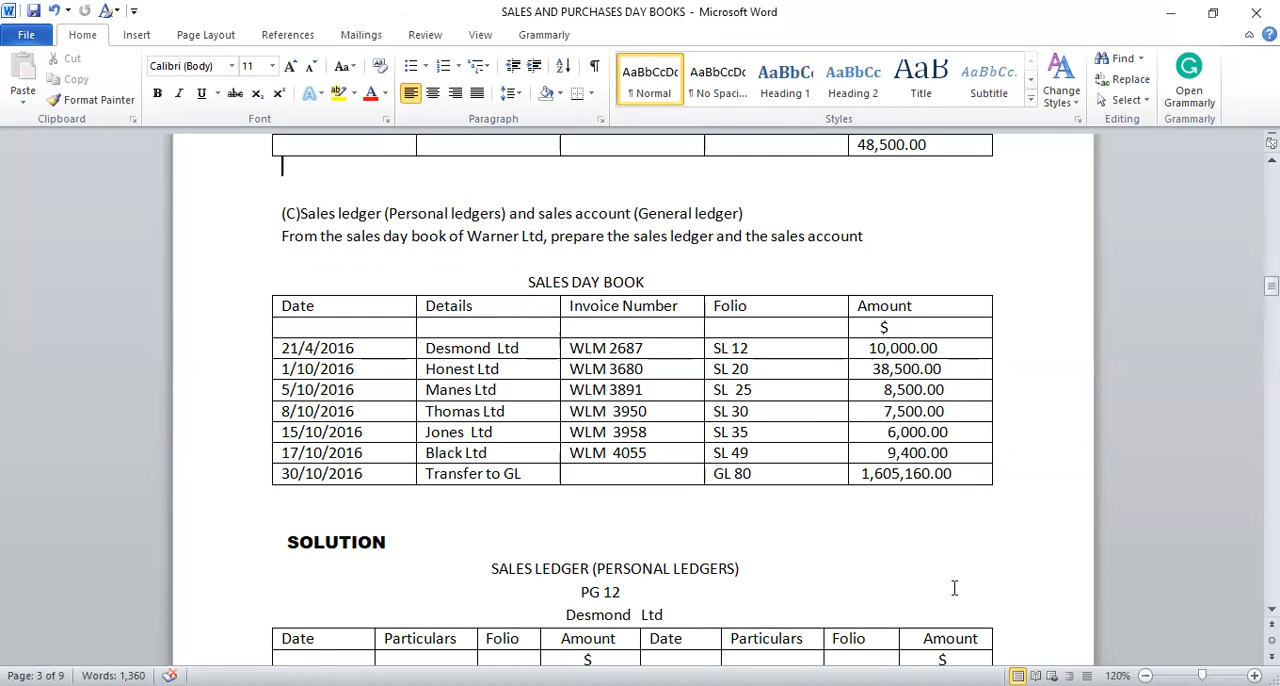 SALES AND PURCHASES DAY BOOKS - Microsoft Word
File Home Insert Page Layout References Mailings Review View Grammarly
Paste Cut Copy Format Painter
Calibri (Body) 11
AaBbCcDc AaBbCcDc AaBbC AaBbCc AaB AaBbCc.
¶ Normal ¶ No Spaci... Heading 1 Heading 2 Title Subtitle
Change Styles
Find Replace Select
Open Grammarly
Clipboard Font Paragraph Styles Editing Grammarly
48,500.00
(C)Sales ledger (Personal ledgers) and sales account (General ledger)
From the sales day book of Warner Ltd, prepare the sales ledger and the sales account
SALES DAY BOOK
Date Details Invoice Number Folio Amount
$
21/4/2016 Desmond Ltd WLM 2687 SL 12 10,000.00
1/10/2016 Honest Ltd WLM 3680 SL 20 38,500.00
5/10/2016 Manes Ltd WLM 3891 SL 25 8,500.00
8/10/2016 Thomas Ltd WLM 3950 SL 30 7,500.00
15/10/2016 Jones Ltd WLM 3958 SL 35 6,000.00
17/10/2016 Black Ltd WLM 4055 SL 49 9,400.00
30/10/2016 Transfer to GL GL 80 1,605,160.00
SOLUTION
SALES LEDGER (PERSONAL LEDGERS)
PG 12
Desmond Ltd
Date Particulars Folio Amount Date Particulars Folio Amount
$ $
Page: 3 of 9 Words: 1,360 120%